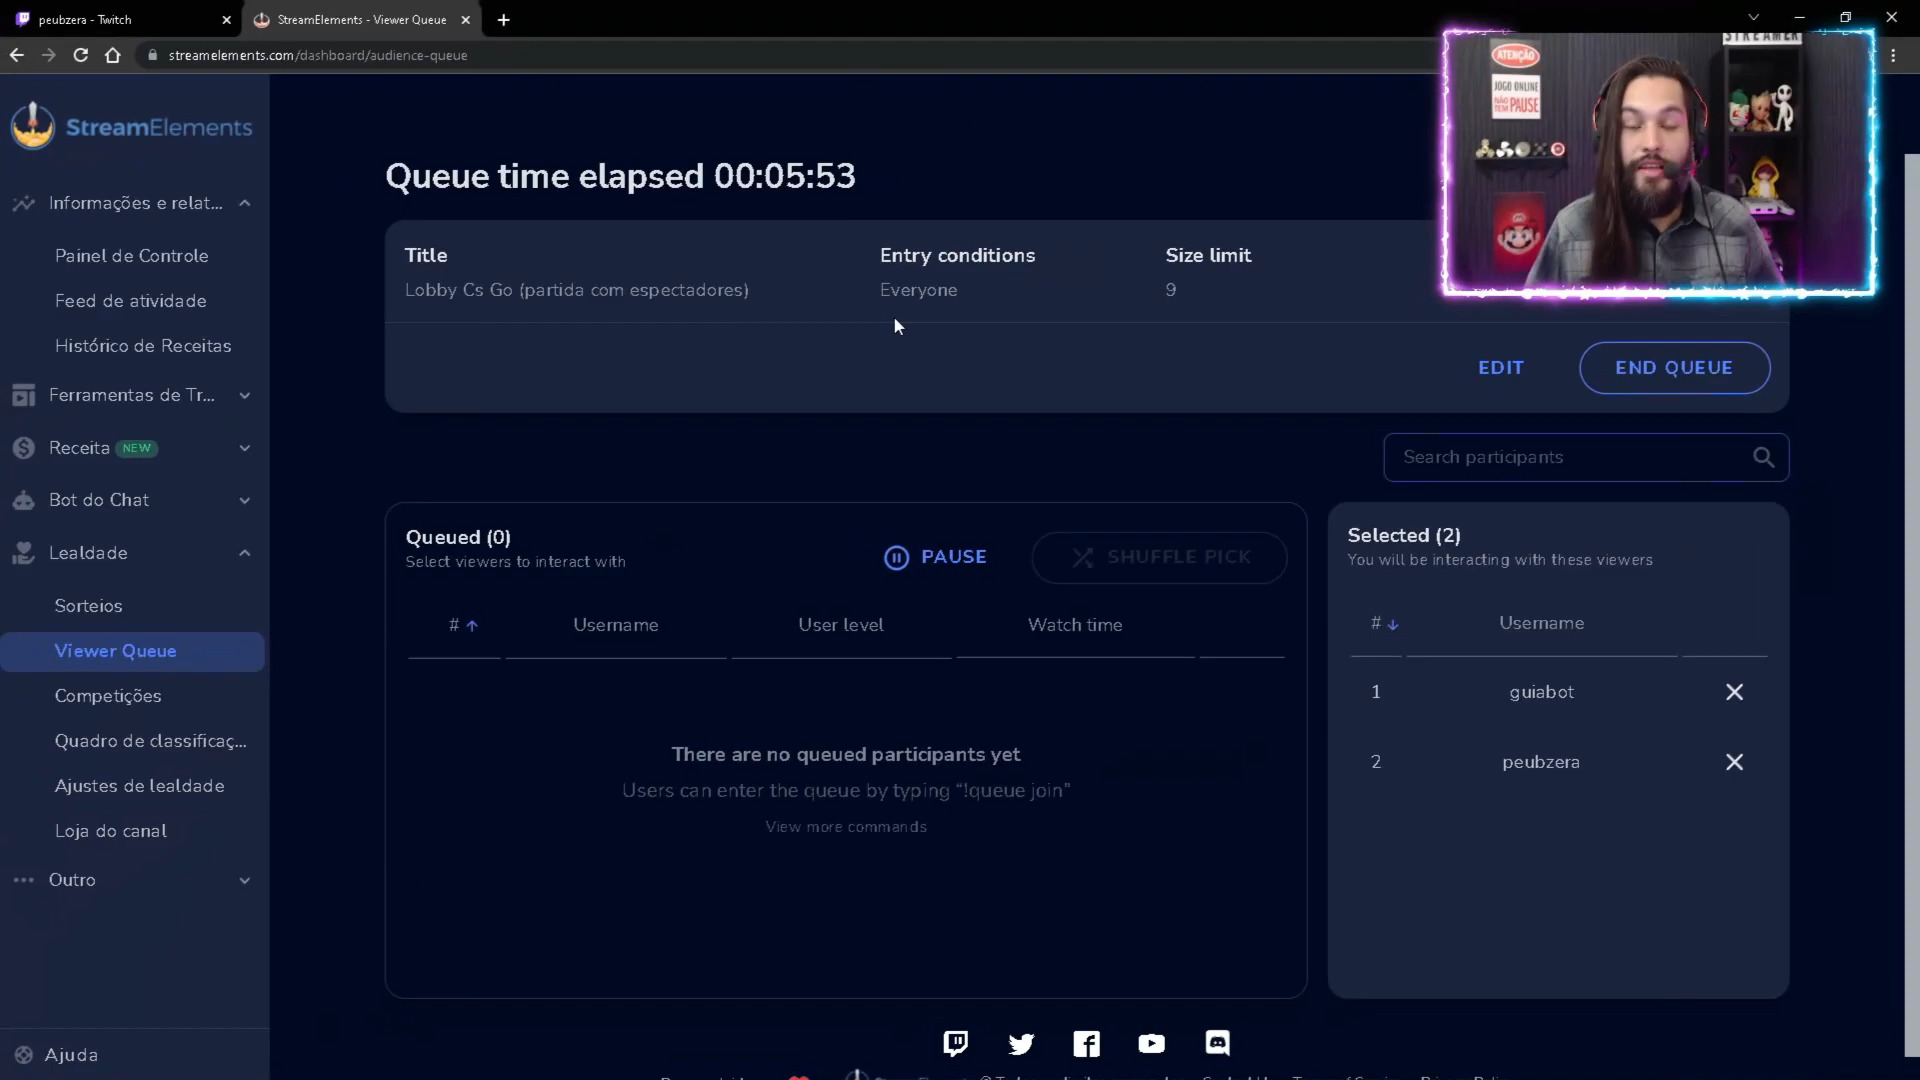 peubzera - Twitch
StreamElements - Viewer Queue
streamelements.com/dashboard/audience-queue
STREAMER
ATENÇÃO
JOGO ONLINE
NÃO TEM PAUSE
StreamElements
Informações e relat...
Painel de Controle
Feed de atividade
Histórico de Receitas
Ferramentas de Tr...
Receita NEW
Bot do Chat
Lealdade
Sorteios
Viewer Queue
Competições
Quadro de classificaç...
Ajustes de lealdade
Loja do canal
Outro
Ajuda
Queue time elapsed 00:05:53
Title Entry conditions Size limit
Lobby Cs Go (partida com espectadores) Everyone 9
EDIT END QUEUE
Search participants
Queued (0)
Select viewers to interact with
PAUSE SHUFFLE PICK
# Username User level Watch time
There are no queued participants yet
Users can enter the queue by typing “!queue join”
View more commands
Selected (2)
You will be interacting with these viewers
# Username
1 guiabot
2 peubzera